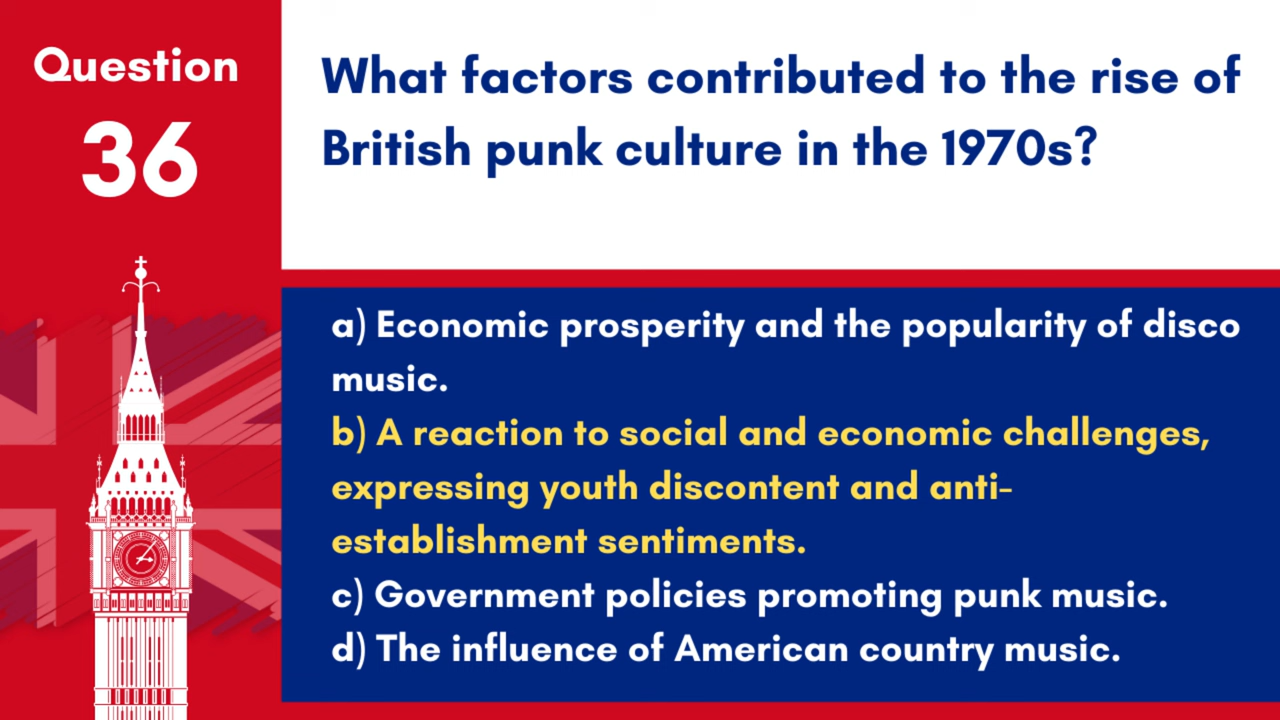 Question
36
What factors contributed to the rise of
British punk culture in the 1970s?
a) Economic prosperity and the popularity of disco
music.
b) A reaction to social and economic challenges,
expressing youth discontent and anti-
establishment sentiments.
c) Government policies promoting punk music.
d) The influence of American country music.